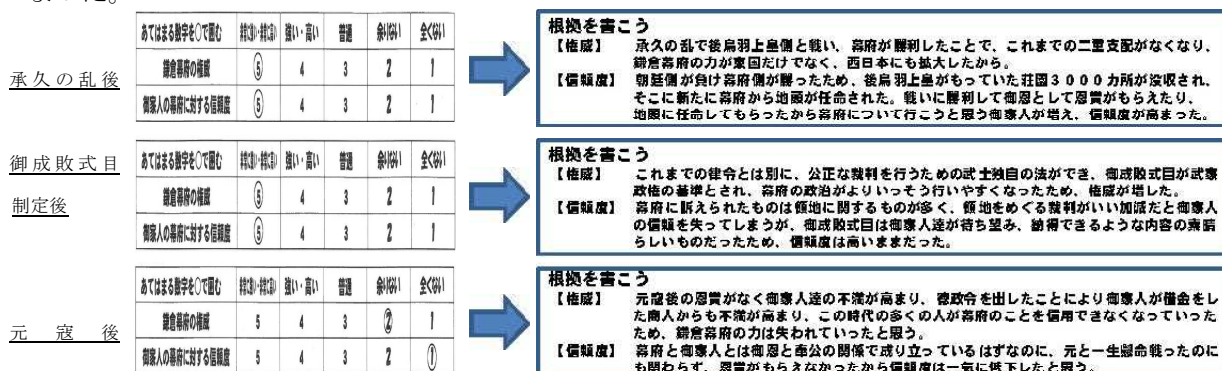 承久の乱後
あてはまる数字を○で囲む 非常に強い・非常に高い 強い・高い 普通 余りない 全くない
鎌倉幕府の権威 ⑤ 4 3 2 1
御家人の幕府に対する信頼度 ⑤ 4 3 2 1
根拠を書こう
【権威】 承久の乱で後鳥羽上皇側と戦い、幕府が勝利したことで、これまでの二重支配がなくなり、
鎌倉幕府の力が東国だけでなく、西日本にも拡大したから。
【信頼度】 朝廷側が負け幕府側が勝ったため、後鳥羽上皇がもっていた荘園3000カ所が没収され、
そこに新たに幕府から地頭が任命された。戦いに勝利して御恩として恩賞がもらえたり、
地頭に任命してもらったから幕府について行こうと思う御家人が増え、信頼度が高まった。
御成敗式目
制定後
あてはまる数字を○で囲む 非常に強い・非常に高い 強い・高い 普通 余りない 全くない
鎌倉幕府の権威 ⑤ 4 3 2 1
御家人の幕府に対する信頼度 ⑤ 4 3 2 1
根拠を書こう
【権威】 これまでの律令とは別に、公正な裁判を行うための武士独自の法ができ、御成敗式目が武家
政権の基準とされ、幕府の政治がよりいっそう行いやすくなったため、権威が増した。
【信頼度】 幕府に訴えられたものは領地に関するものが多く、領地をめぐる裁判がいい加減だと御家人
の信頼を失ってしまうが、御成敗式目は御家人達が待ち望み、納得できるような内容の素晴
らしいものだったため、信頼度は高いままだった。
元寇後
あてはまる数字を○で囲む 非常に強い・非常に高い 強い・高い 普通 余りない 全くない
鎌倉幕府の権威 5 4 3 ② 1
御家人の幕府に対する信頼度 5 4 3 2 ①
根拠を書こう
【権威】 元寇後の恩賞がなく御家人達の不満が高まり、徳政令を出したことにより御家人が借金をし
た商人からも不満が高まり、この時代の多くの人が幕府のことを信用できなくなっていった
ため、鎌倉幕府の力は失われていったと思う。
【信頼度】 幕府と御家人とは御恩と奉公の関係で成り立っているはずなのに、元と一生懸命戦ったのに
も関わらず、恩賞がもらえなかったから信頼度は一気に低下したと思う。